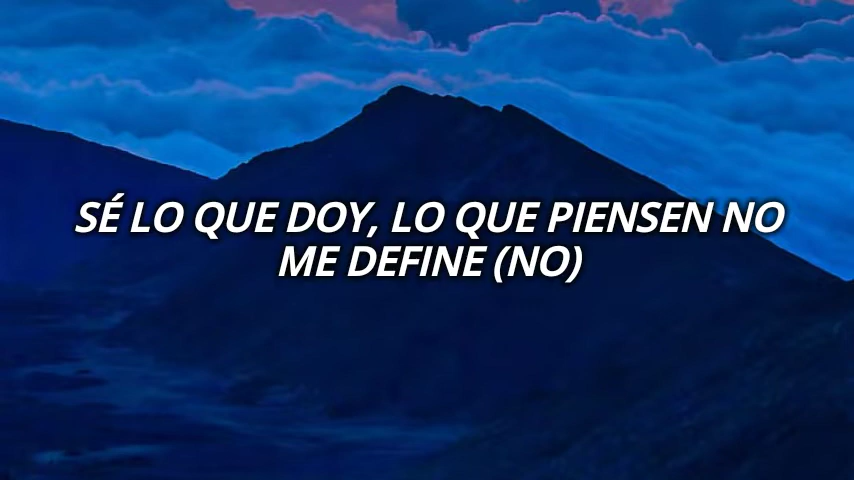 SÉ LO QUE DOY, LO QUE PIENSEN NO
ME DEFINE (NO)